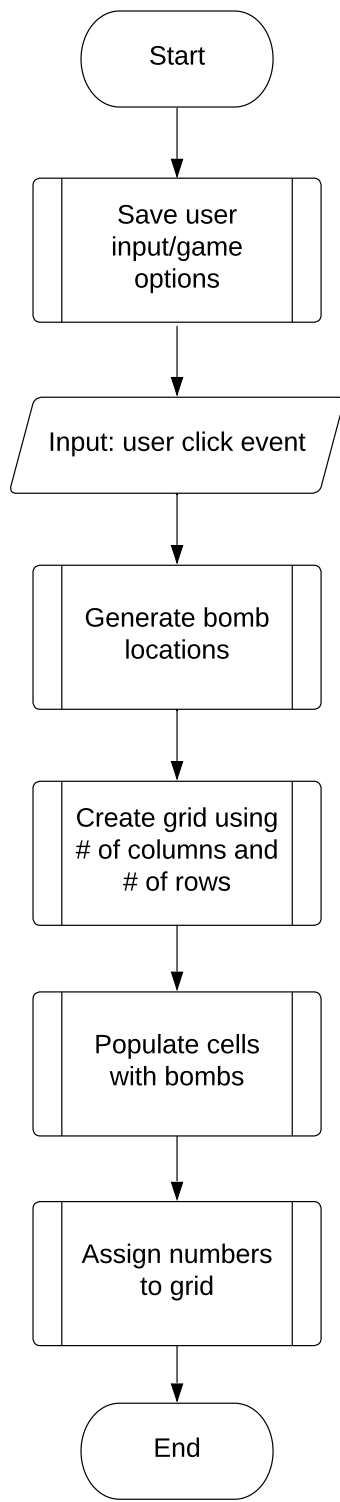 Start
Save user
input/game
options
Input: user click event
Generate bomb
locations
Create grid using
# of columns and
# of rows
Populate cells
with bombs
Assign numbers
to grid
End